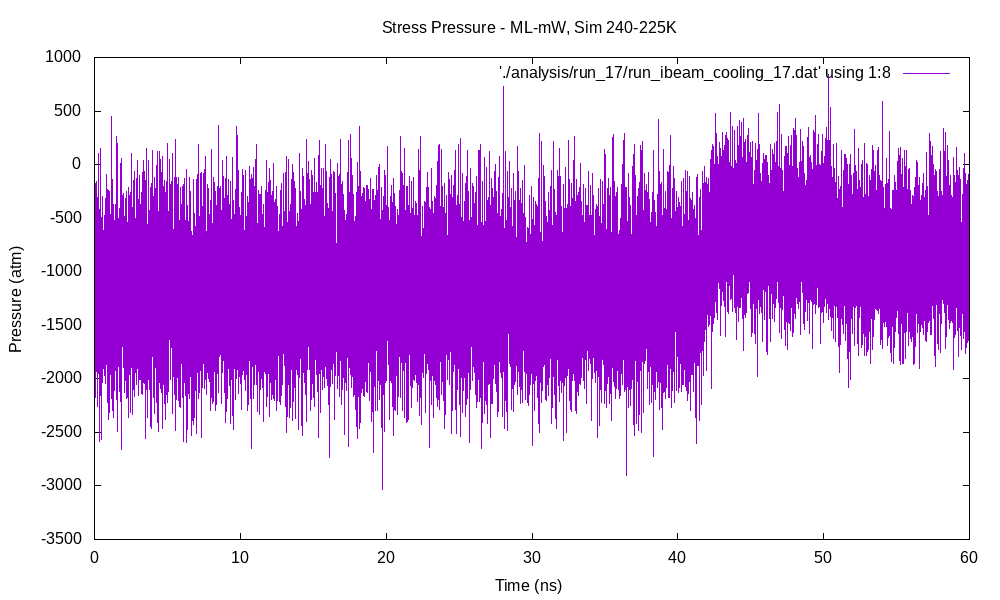 Stress Pressure - ML-mW, Sim 240-225K
'./analysis/run_17/run_ibeam_cooling_17.dat' using 1:8
1000
500
0
-500
-1000
-1500
-2000
-2500
-3000
-3500
Pressure (atm)
0 10 20 30 40 50 60
Time (ns)